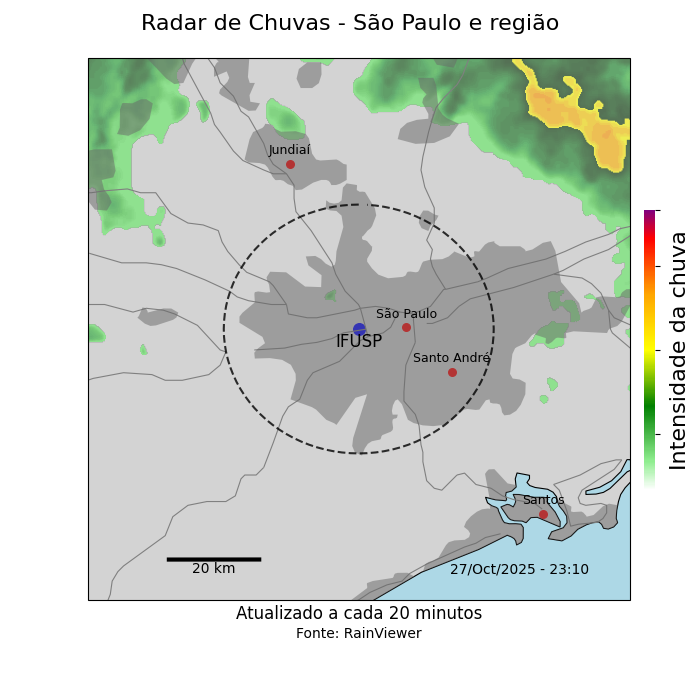 Radar de Chuvas - São Paulo e região
Jundiaí
São Paulo
IFUSP
Santo André
Santos
20 km
27/Oct/2025 - 23:10
Intensidade da chuva
Atualizado a cada 20 minutos
Fonte: RainViewer